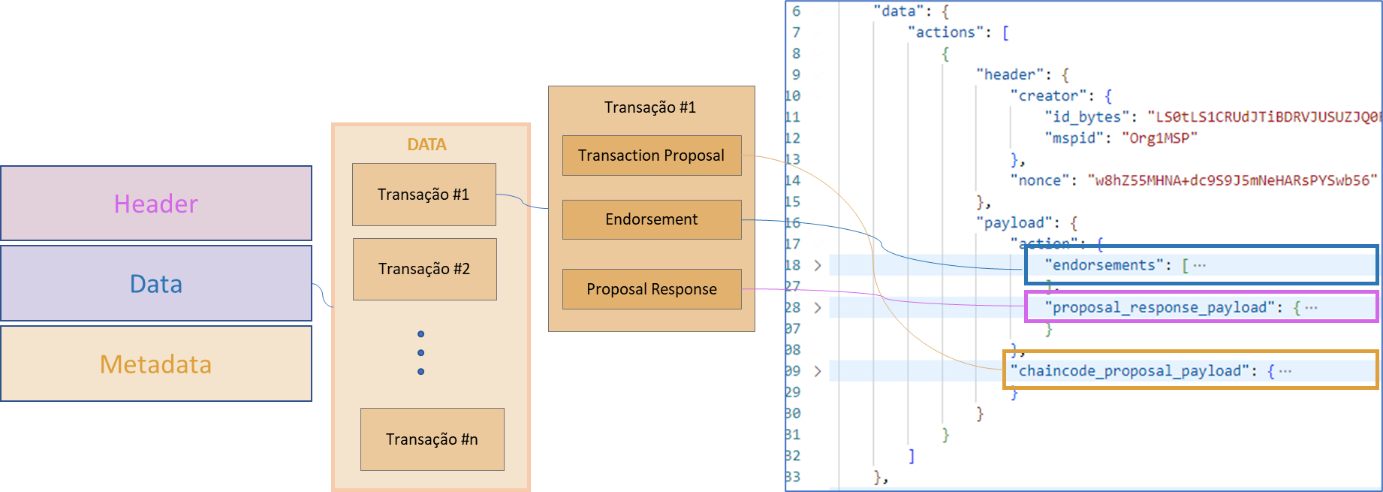 Header
Data
Metadata
DATA
Transação #1
Transação #2
Transação #n
Transação #1
Transaction Proposal
Endorsement
Proposal Response
6 "data": {
7 "actions": [
8 {
9 "header": {
10 "creator": {
11 "id_bytes": "LS0tLS1CRUdJTiBDRVJUSUZJQ0
12 "mspid": "Org1MSP"
13 },
14 "nonce": "w8hZ55MHNA+dc9S9J5mNeHARsPYSwb56"
15 },
16 "payload": {
17 "action": {
18 > "endorsements": [ ···
27 ],
28 > "proposal_response_payload": { ···
07 }
08 },
09 > "chaincode_proposal_payload": { ···
29 }
30 }
31 }
32 ]
33 },